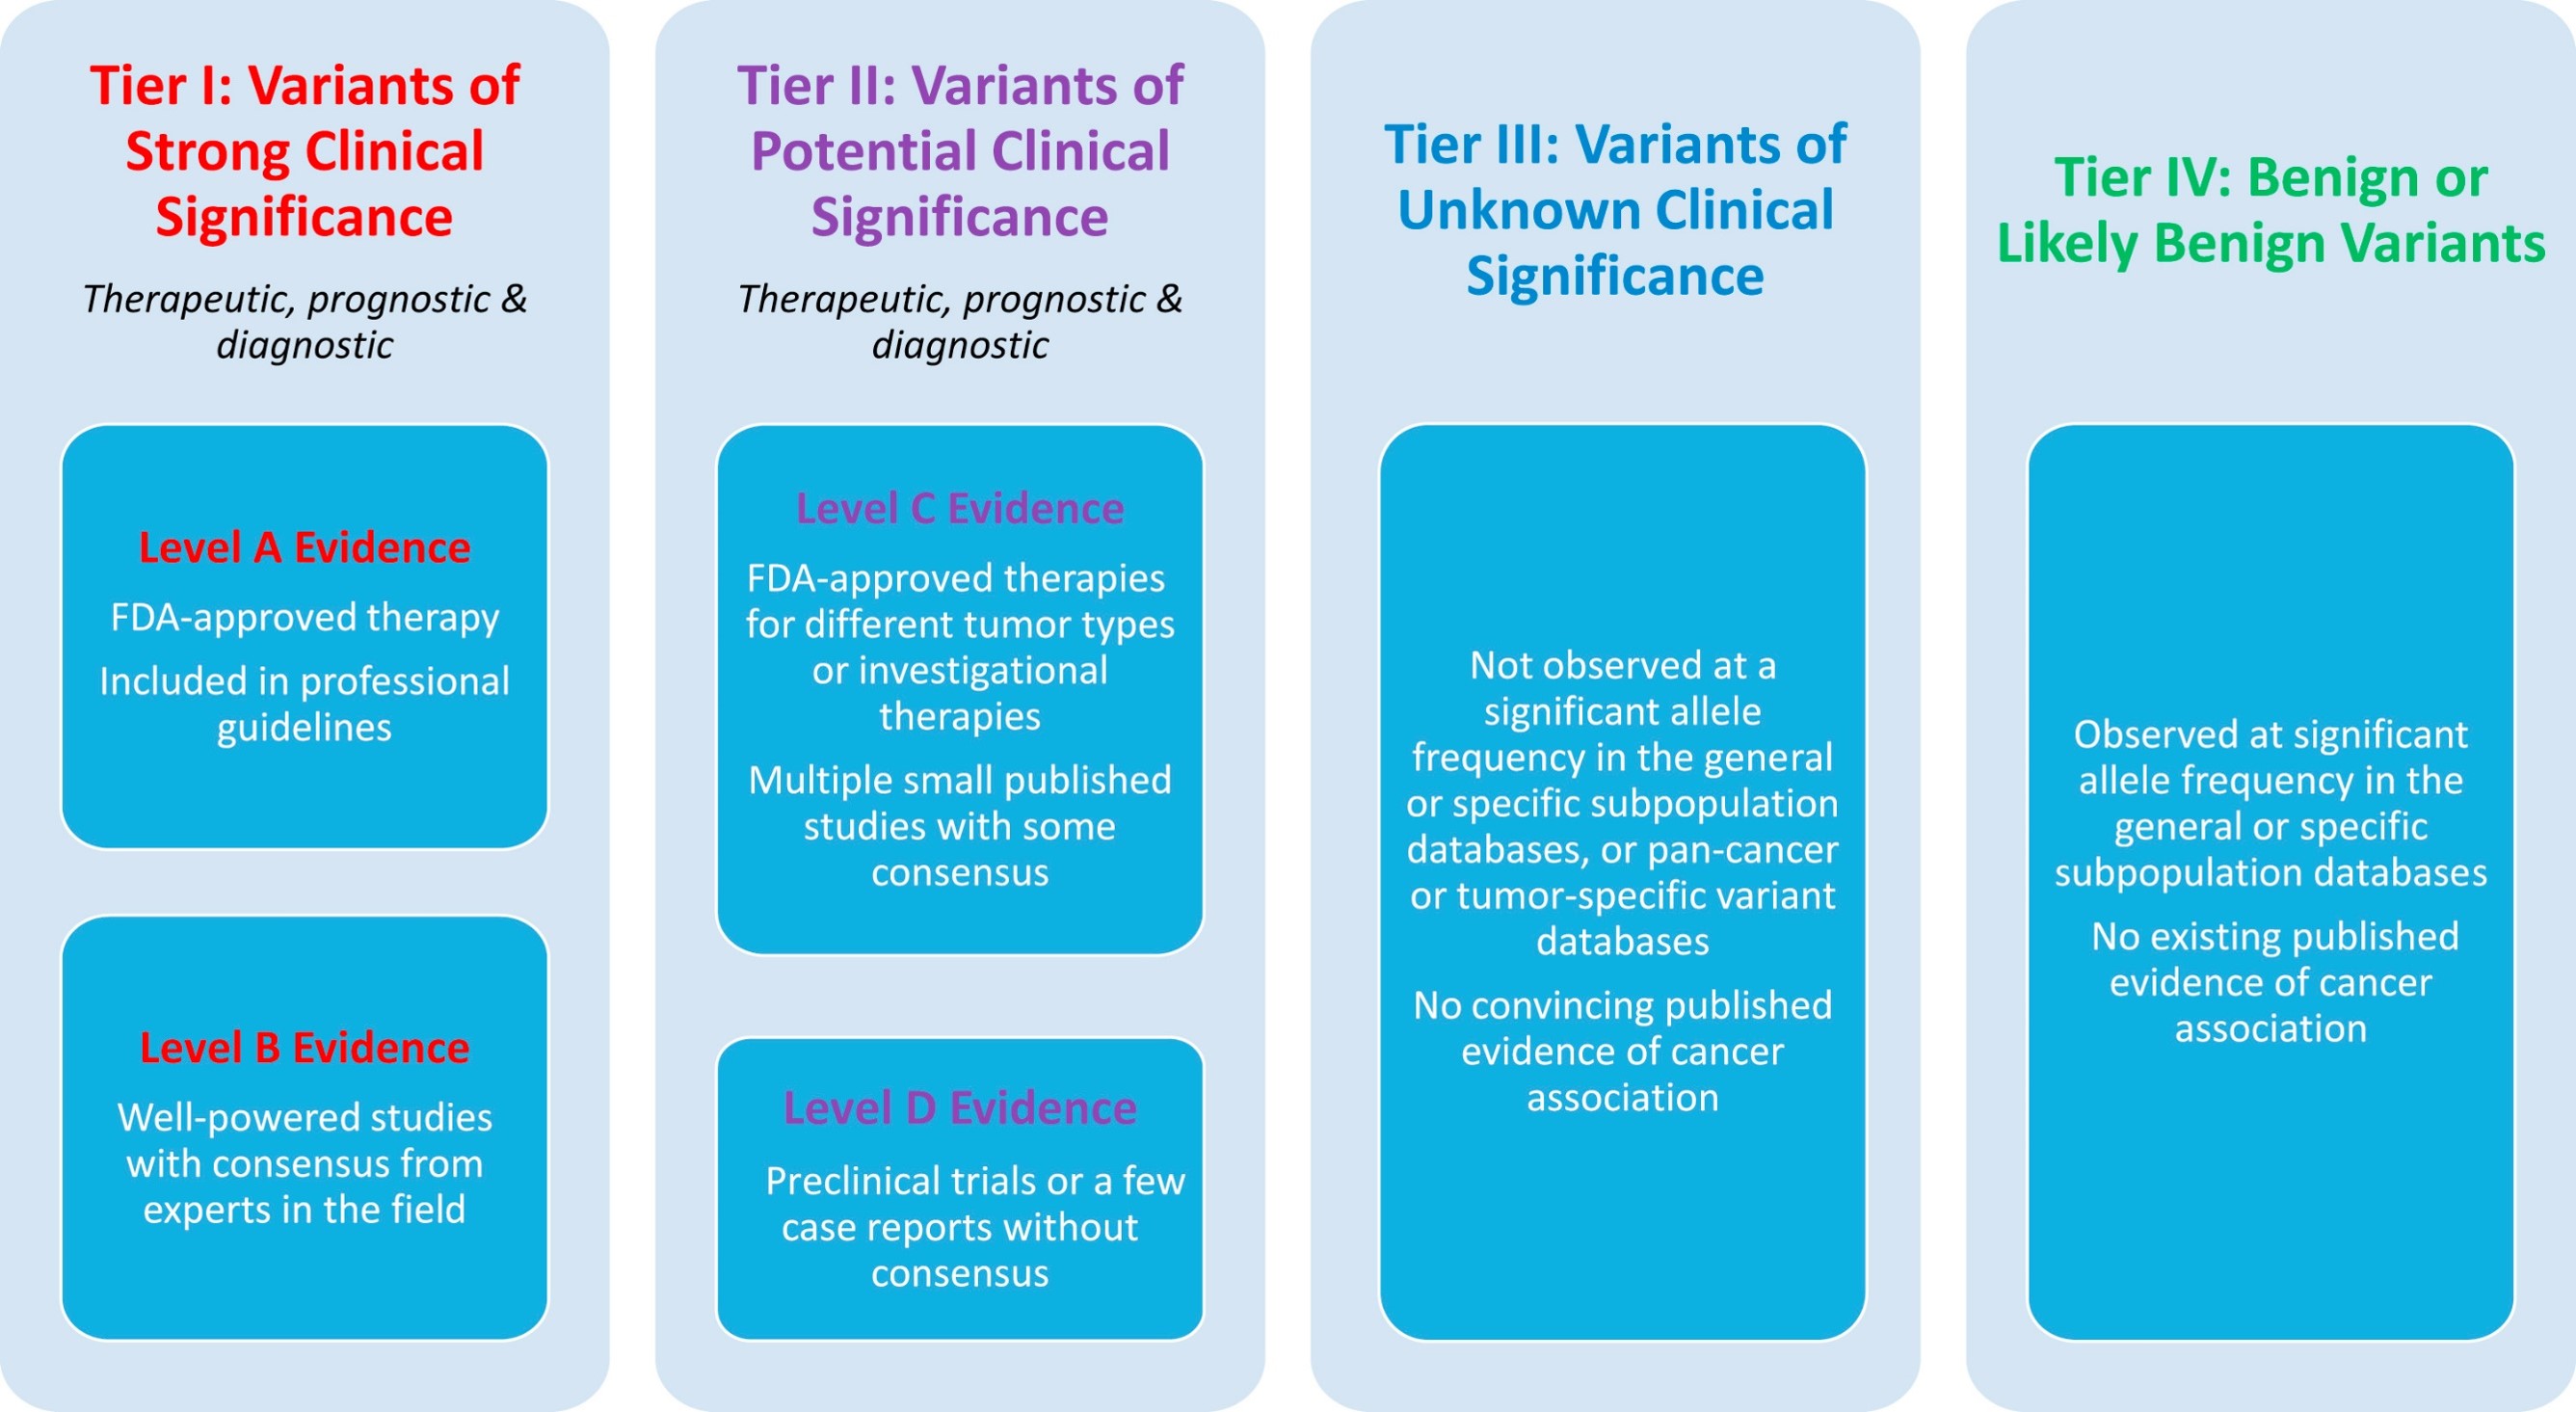 Tier I: Variants of
Strong Clinical
Significance
Therapeutic, prognostic &
diagnostic
Level A Evidence
FDA-approved therapy
Included in professional
guidelines
Level B Evidence
Well-powered studies
with consensus from
experts in the field
Tier II: Variants of
Potential Clinical
Significance
Therapeutic, prognostic &
diagnostic
Level C Evidence
FDA-approved therapies
for different tumor types
or investigational
therapies
Multiple small published
studies with some
consensus
Level D Evidence
Preclinical trials or a few
case reports without
consensus
Tier III: Variants of
Unknown Clinical
Significance
Not observed at a
significant allele
frequency in the general
or specific subpopulation
databases, or pan-cancer
or tumor-specific variant
databases
No convincing published
evidence of cancer
association
Tier IV: Benign or
Likely Benign Variants
Observed at significant
allele frequency in the
general or specific
subpopulation databases
No existing published
evidence of cancer
association